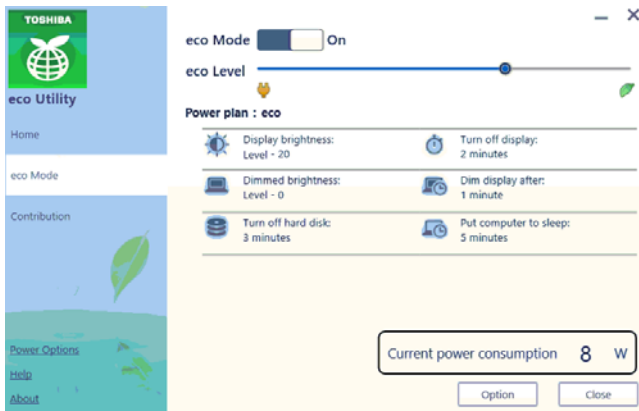 TOSHIBA
eco Utility
Home
eco Mode
Contribution
Power Options
Help
About
eco Mode On
eco Level
Power plan : eco
Display brightness:
Level - 20
Turn off display:
2 minutes
Dimmed brightness:
Level - 0
Dim display after:
1 minute
Turn off hard disk:
3 minutes
Put computer to sleep:
5 minutes
Current power consumption 8 W
Option Close